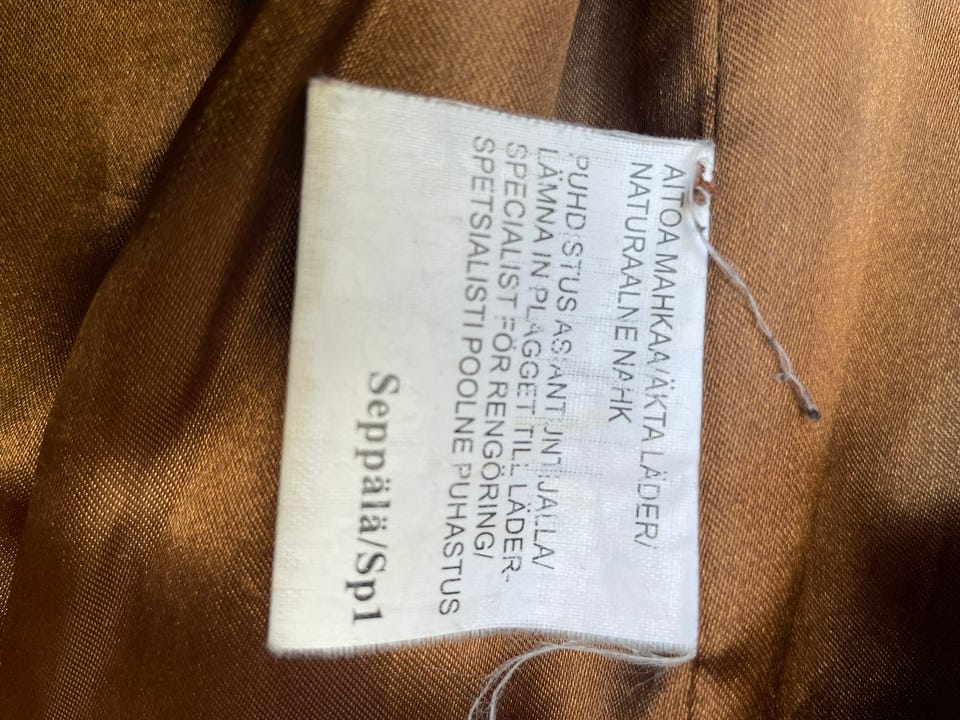 AITOA MAHKAA/ÄKTA LÄDER/
NATURAALNE NAHK
PUHDISTUS ASIANTUNTIJALLA/
LÄMNA IN PLAGGET TILL LÄDER-
SPECIALIST FÖR RENGÖRING/
SPETSIALISTI POOLNE PUHASTUS
Seppälä/Sp1